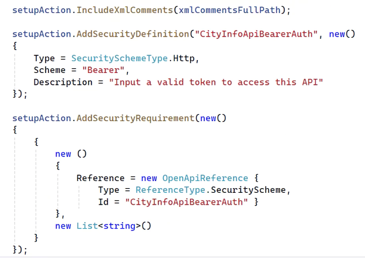 setupAction.IncludeXmlComments(xmlCommentsFullPath);
setupAction.AddSecurityDefinition("CityInfoApiBearerAuth", new()
{
Type = SecuritySchemeType.Http,
Scheme = "Bearer",
Description = "Input a valid token to access this API"
});
setupAction.AddSecurityRequirement(new()
{
{
new ()
{
Reference = new OpenApiReference {
Type = ReferenceType.SecurityScheme,
Id = "CityInfoApiBearerAuth" }
},
new List<string>()
}
});